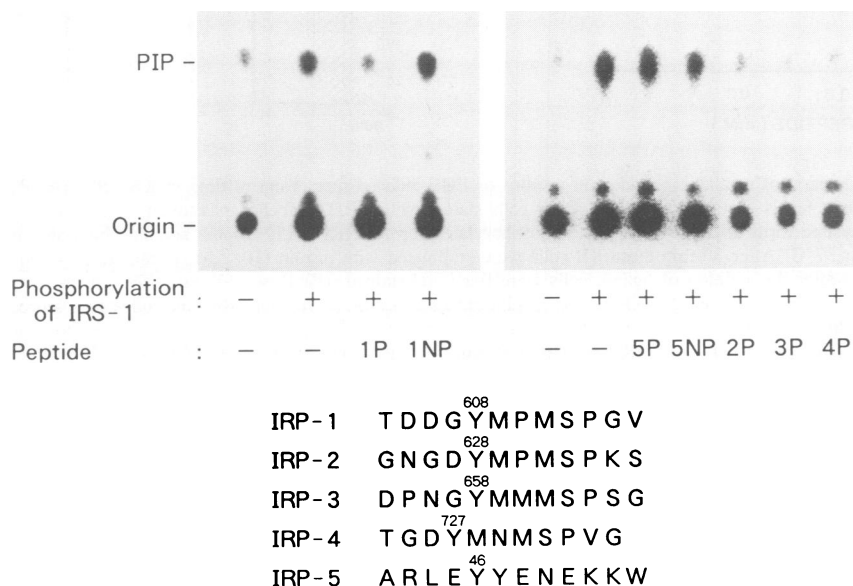 PIP –
Origin –
Phosphorylation of IRS-1 : – + + + – + + + + + +
Peptide : – – 1P 1NP – – 5P 5NP 2P 3P 4P
608
IRP-1 TDDGYMPMSPGV
628
IRP-2 GNGDYMPMSPKS
658
IRP-3 DPNGYMMMSPSG
727
IRP-4 TGDYMNMSPVG
46
IRP-5 ARLEYYENEKKW